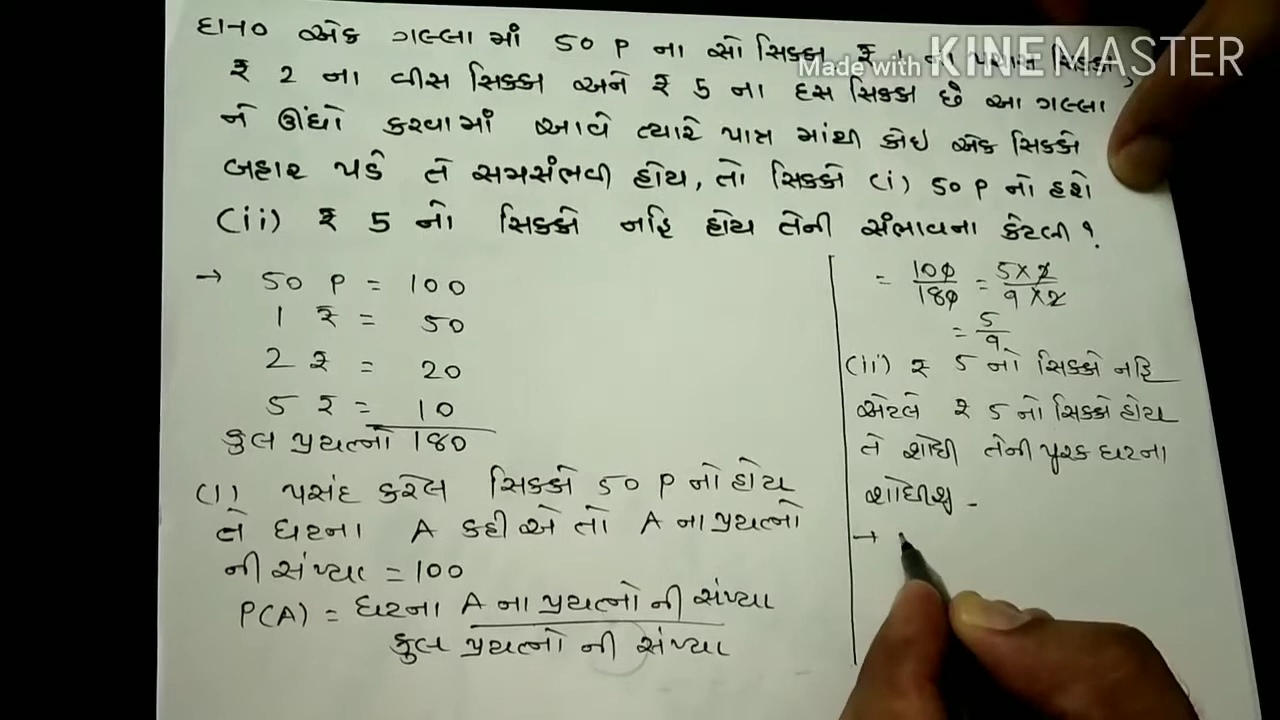 દા-૧૦ એક ગલ્લા માં 50 P ના સો સિક્કા ₹ 1 ના પચાસ સિક્કા,
₹ 2 ના વીસ સિક્કા અને ₹ 5 ના દસ સિક્કા છે આ ગલ્લા
ને ઊંધો કરવામાં આવે ત્યારે પાત્ર માંથી કોઇ એક સિક્કો
બહાર પડે તે સમસંભવી હોય, તો સિક્કો (i) 50 P નો હશે
(ii) ₹ 5 નો સિક્કો નહિ હોય તેની સંભાવના કેટલી ?
→ 50 P = 100
1 ₹ = 50
2 ₹ = 20
5 ₹ = 10
કુલ પ્રયત્નો 180
(i) પસંદ કરેલ સિક્કો 50 P નો હોય
તે ઘટના A કહીએ તો A ના પ્રયત્નો
ની સંખ્યા = 100
P(A) = ઘટના A ના પ્રયત્નો ની સંખ્યા
કુલ પ્રયત્નો ની સંખ્યા
= 100/180 = 5×2/9×2
= 5/9
(ii) ₹ 5 નો સિક્કો નહિ
એટલે ₹ 5 નો સિક્કો હોય
તે શોધી તેની પૂરક ઘટના
શોધીશુ -
→
Made with KINEMASTER